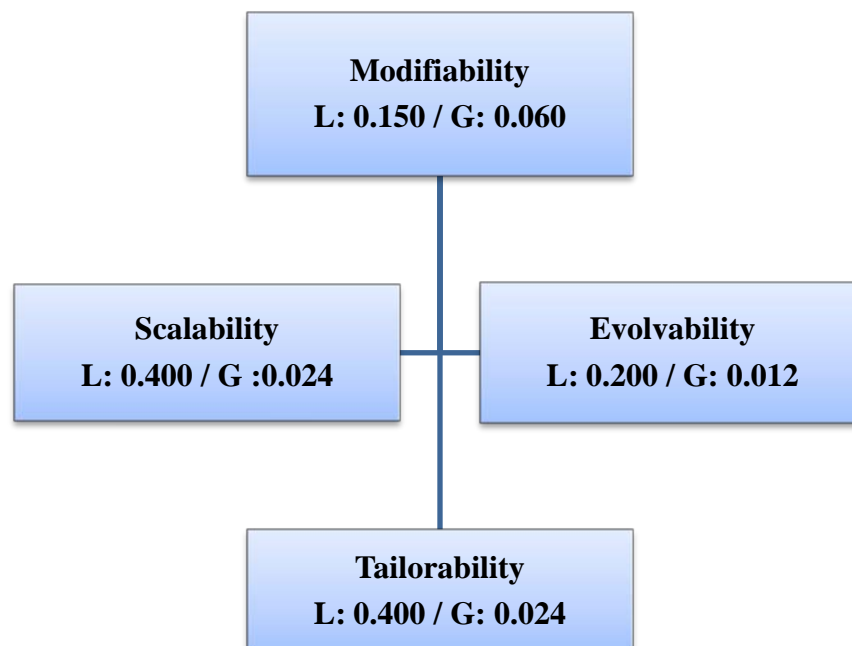 Modifiability
L: 0.150 / G: 0.060
Scalability
L: 0.400 / G :0.024
Evolvability
L: 0.200 / G: 0.012
Tailorability
L: 0.400 / G: 0.024